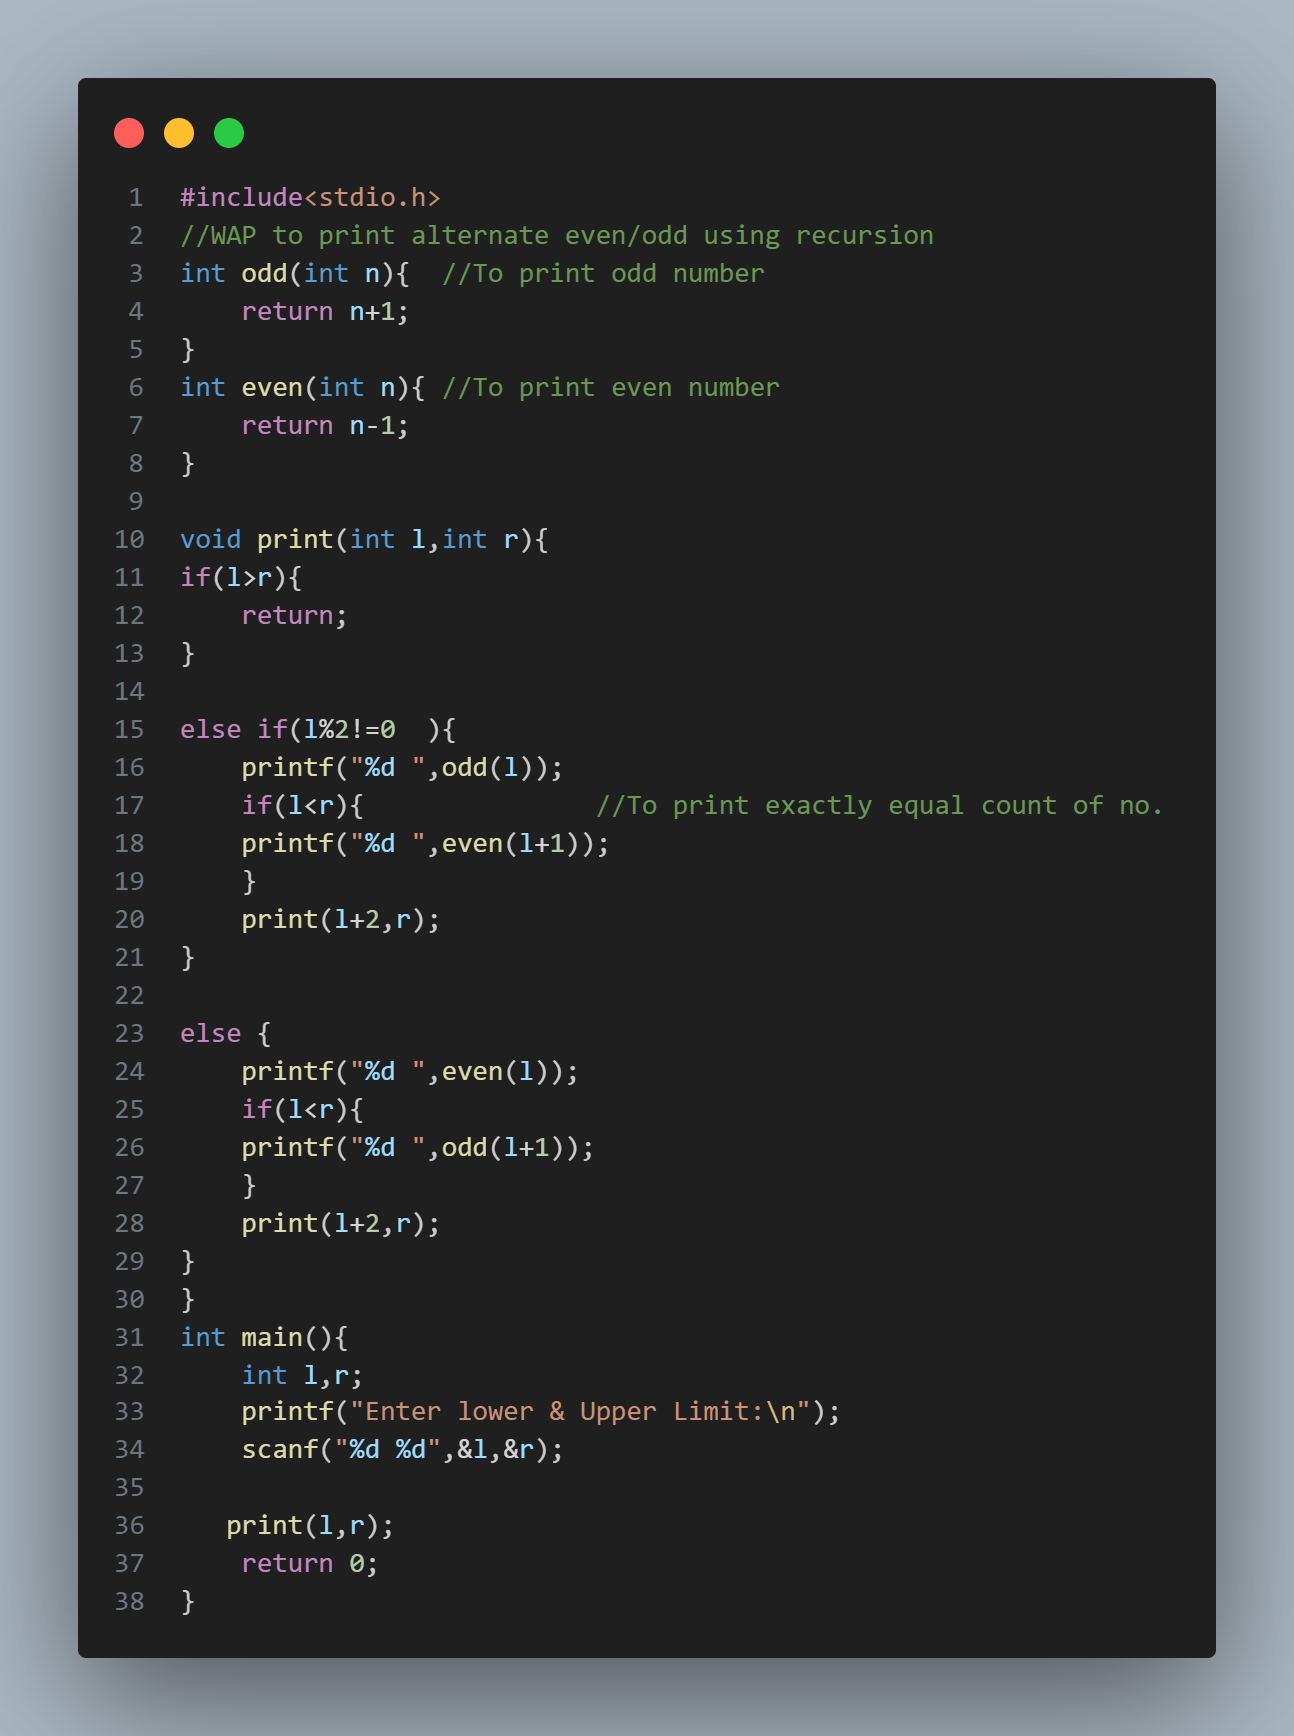 1 #include<stdio.h>
2 //WAP to print alternate even/odd using recursion
3 int odd(int n){  //To print odd number
4     return n+1;
5 }
6 int even(int n){ //To print even number
7     return n-1;
8 }
9
10 void print(int l,int r){
11 if(l>r){
12     return;
13 }
14
15 else if(l%2!=0  ){
16     printf("%d ",odd(l));
17     if(l<r){               //To print exactly equal count of no.
18     printf("%d ",even(l+1));
19     }
20     print(l+2,r);
21 }
22
23 else {
24     printf("%d ",even(l));
25     if(l<r){
26     printf("%d ",odd(l+1));
27     }
28     print(l+2,r);
29 }
30 }
31 int main(){
32     int l,r;
33     printf("Enter lower & Upper Limit:\n");
34     scanf("%d %d",&l,&r);
35
36    print(l,r);
37     return 0;
38 }